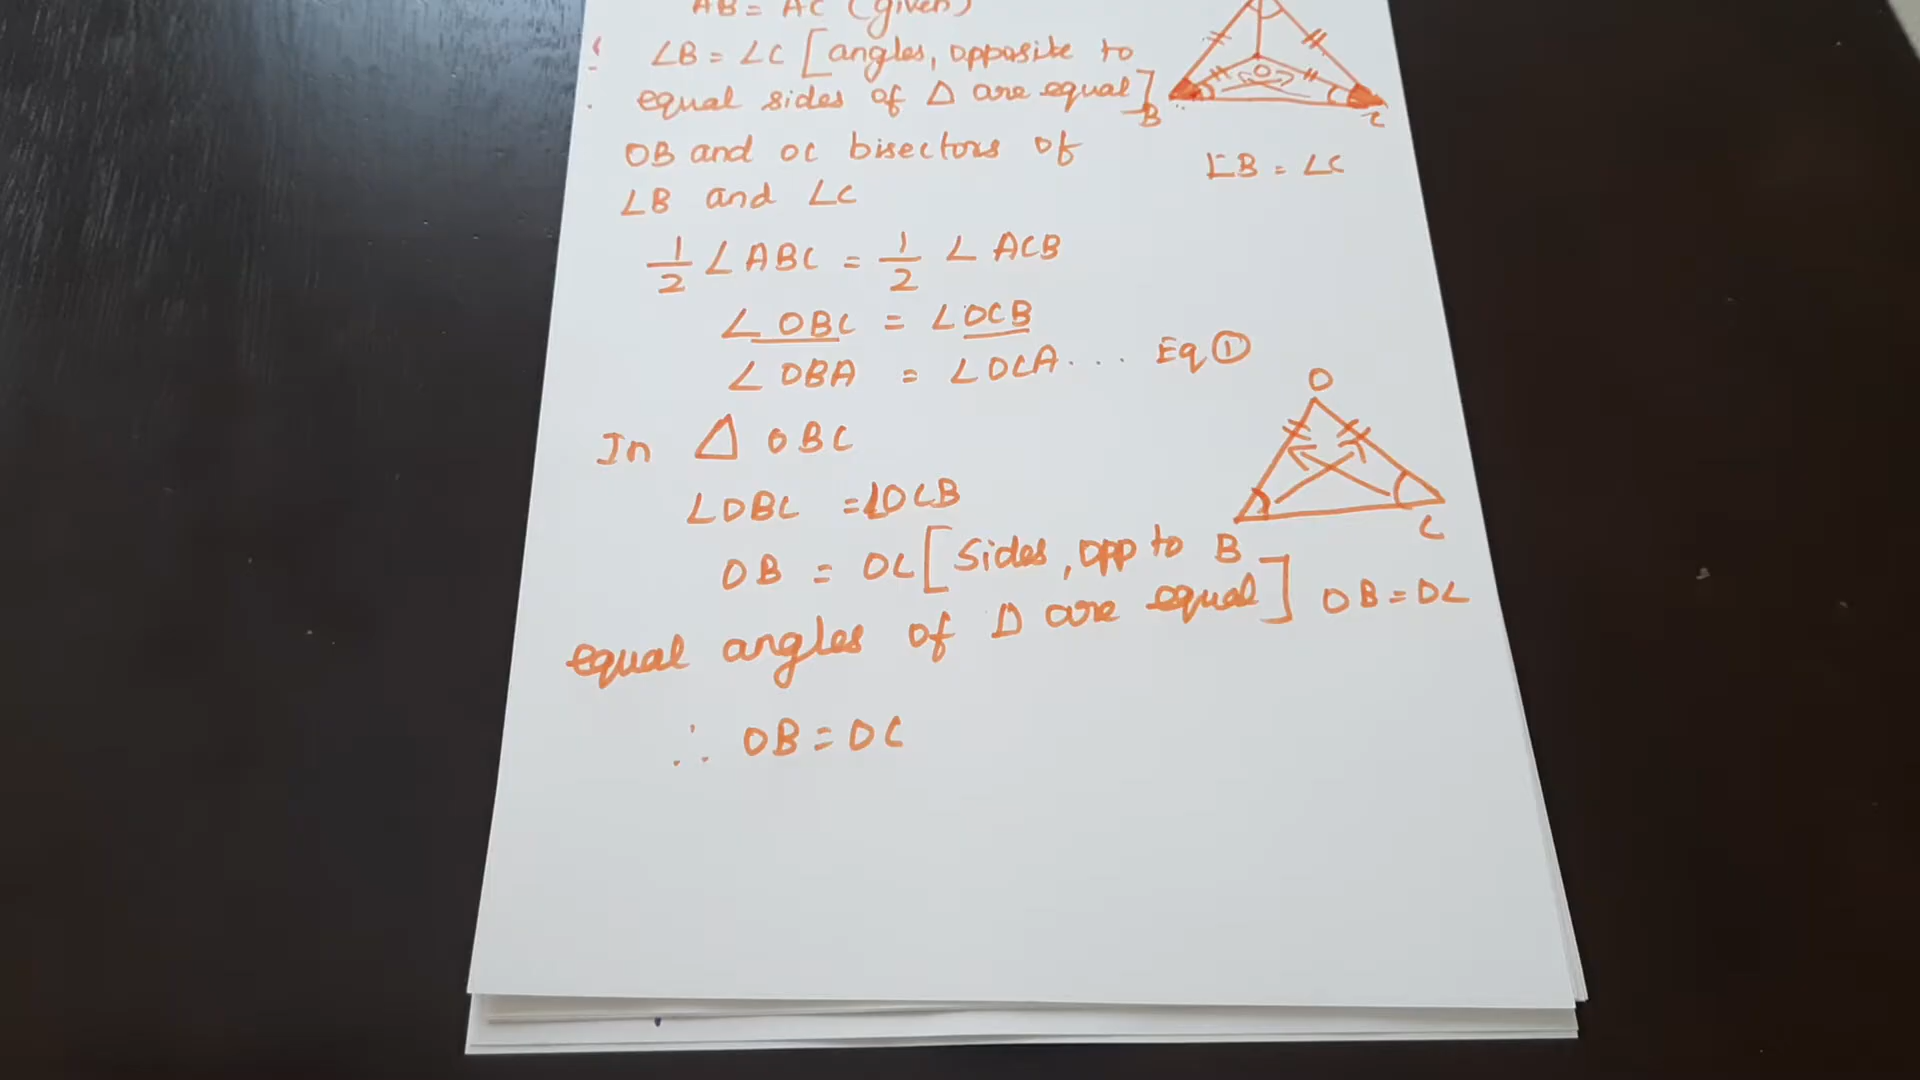 AB = AC (given)
∠B = ∠C [angles, opposite to
equal sides of Δ are equal]
B
C
O
OB and OC bisectors of
∠B = ∠C
∠B and ∠C
1/2 ∠ABC = 1/2 ∠ACB
∠OBC = ∠OCB
∠OBA = ∠OCA... Eq ①
O
In Δ OBC
∠OBC = ∠OCB
C
OB = OC [Sides, opp to
B
equal angles of Δ are equal]
OB = OC
∴ OB = OC